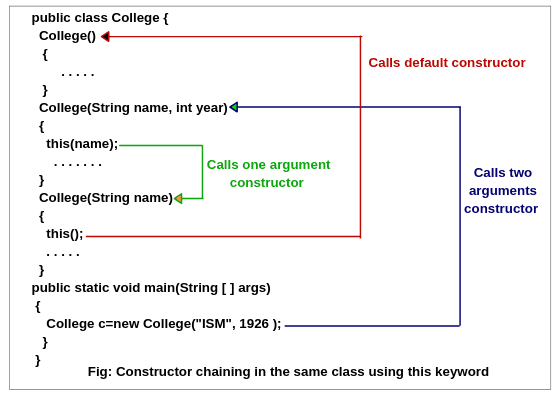 public class College {
College()
{
. . . . .
}
Calls default constructor
College(String name, int year)
{
this(name);
. . . . . . .
}
Calls one argument
constructor
Calls two
arguments
constructor
College(String name)
{
this();
. . . . .
}
public static void main(String [ ] args)
{
College c=new College("ISM", 1926 );
}
}
Fig: Constructor chaining in the same class using this keyword